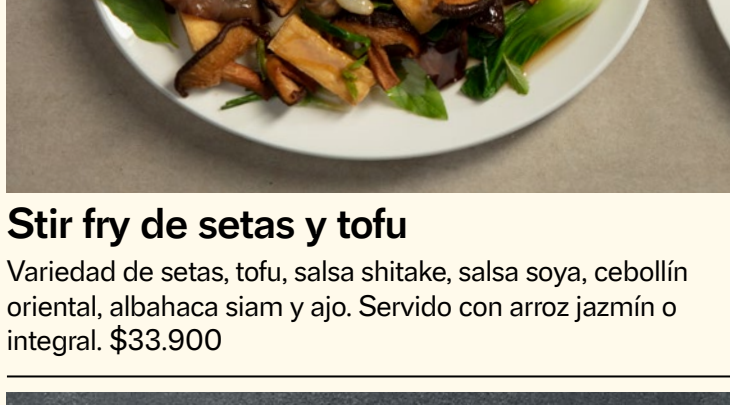 Stir fry de setas y tofu
Variedad de setas, tofu, salsa shitake, salsa soya, cebollín
oriental, albahaca siam y ajo. Servido con arroz jazmín o
integral. $33.900